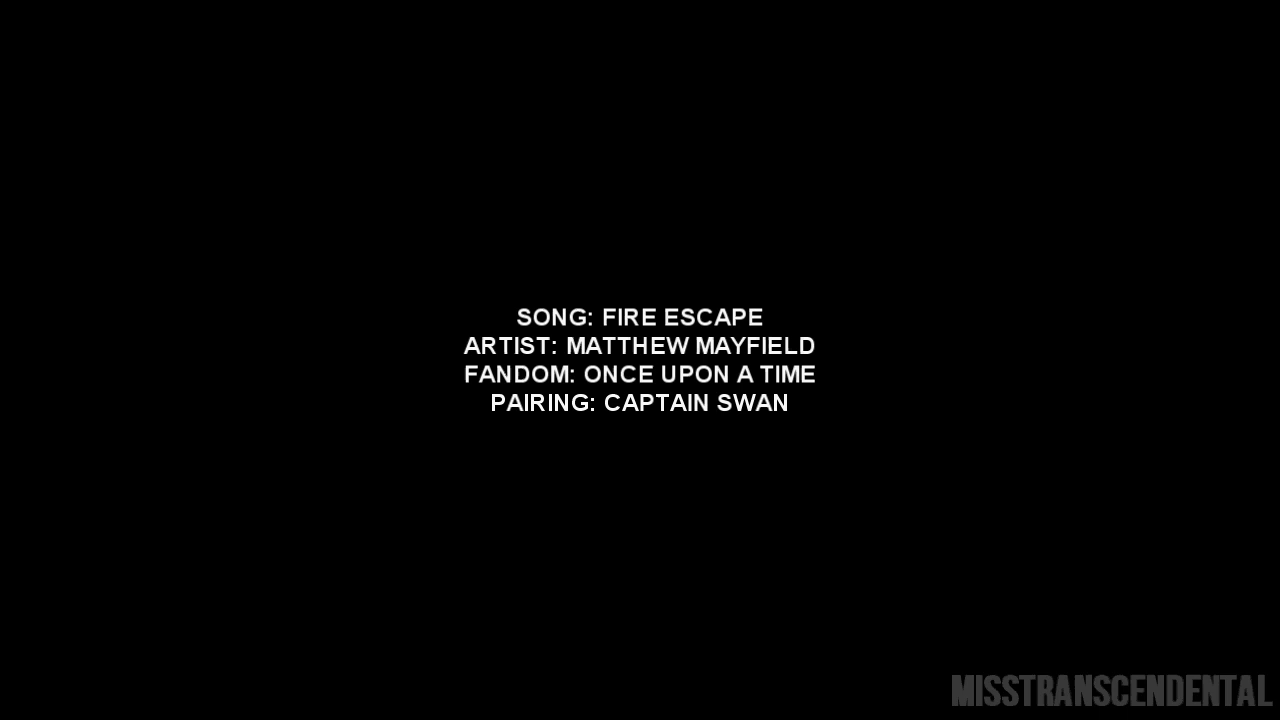 SONG: FIRE ESCAPE
ARTIST: MATTHEW MAYFIELD
FANDOM: ONCE UPON A TIME
PAIRING: CAPTAIN SWAN
MISSTRANSCENDENTAL